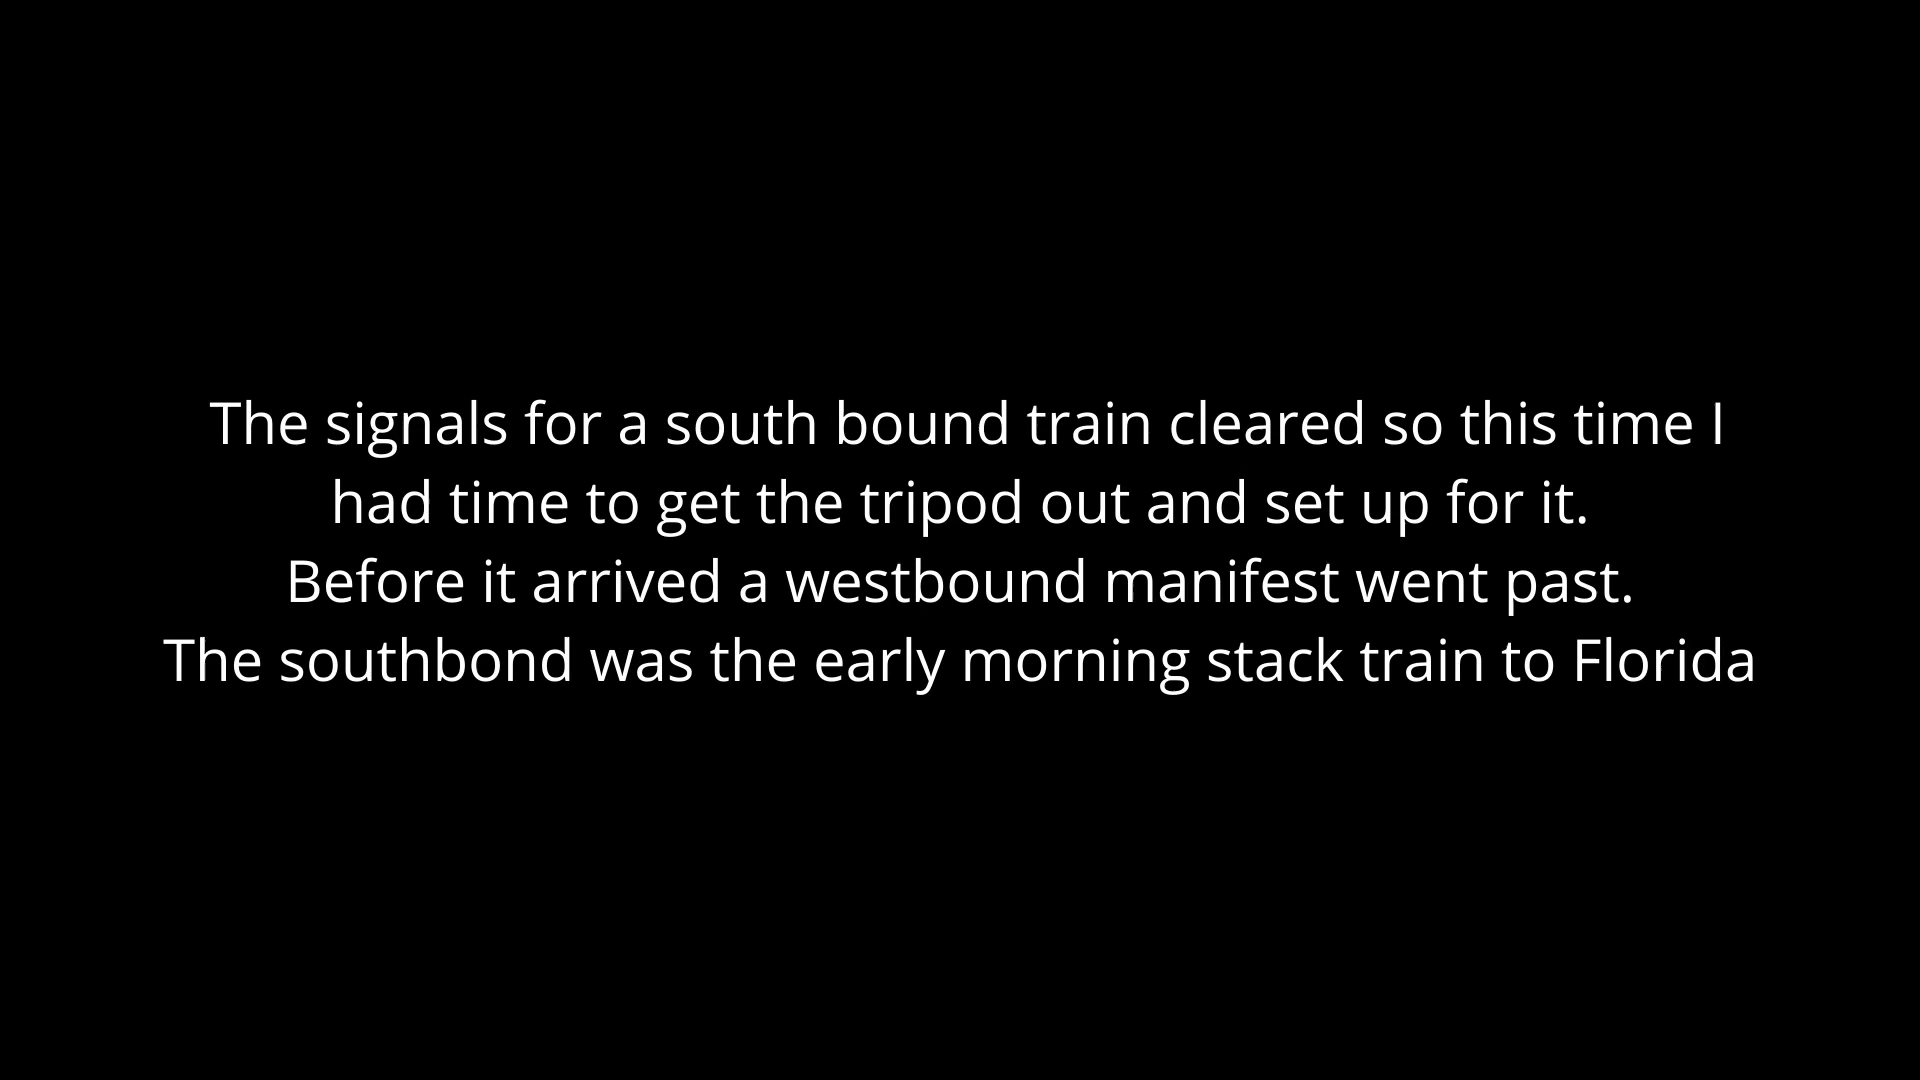 The signals for a south bound train cleared so this time I
had time to get the tripod out and set up for it.
Before it arrived a westbound manifest went past.
The southbond was the early morning stack train to Florida